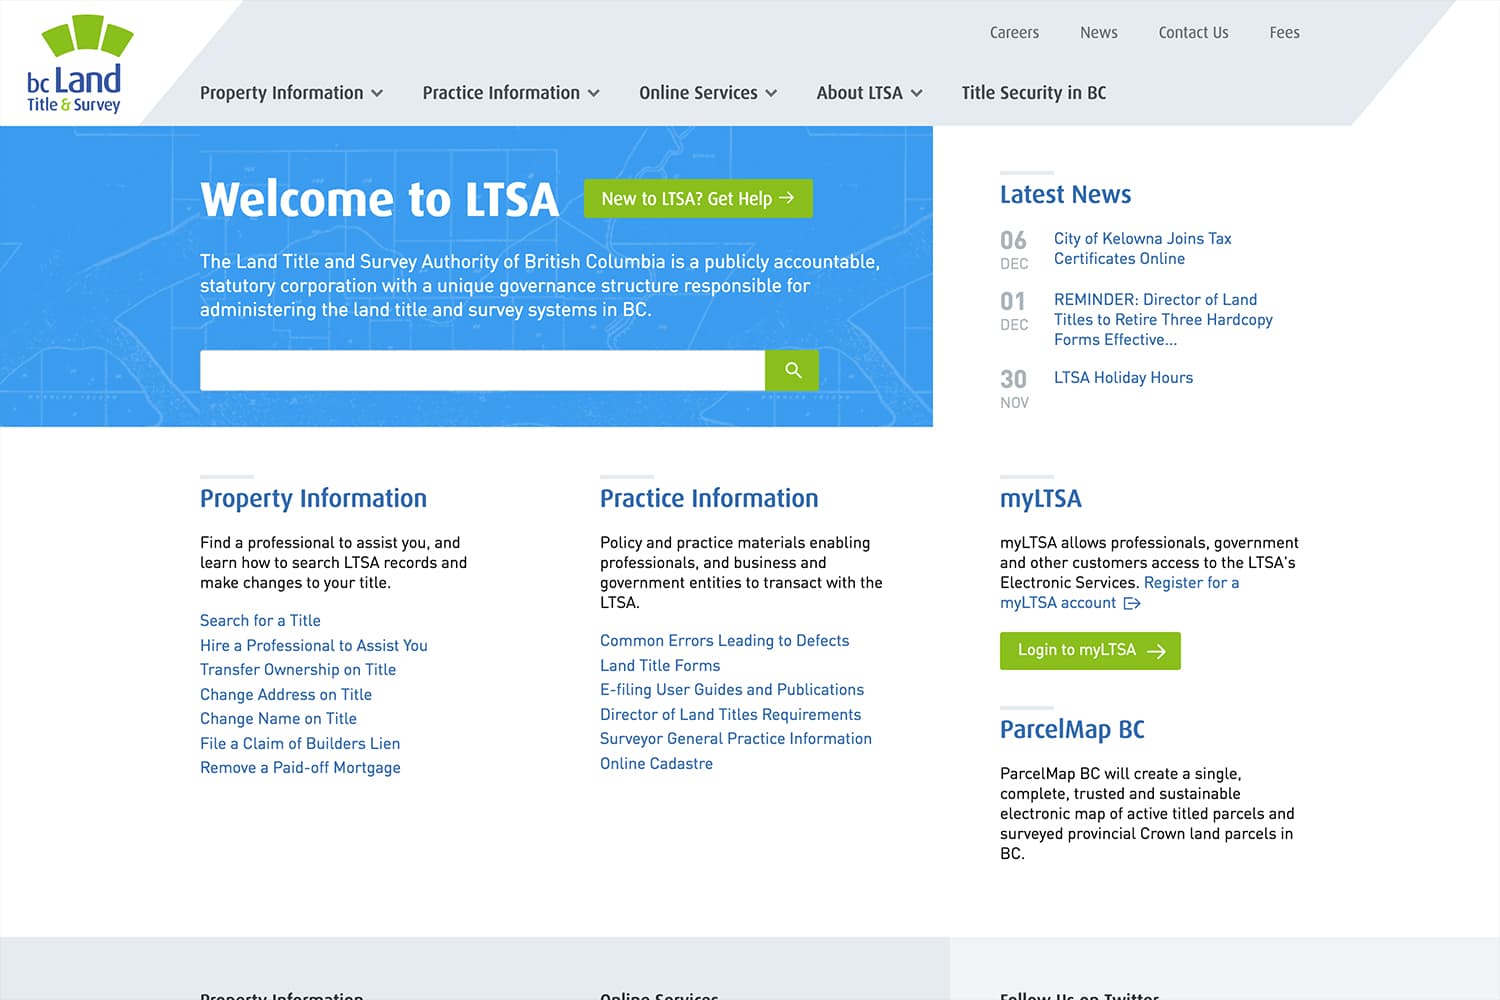 bc Land
Title & Survey
Careers News Contact Us Fees
Property Information Practice Information Online Services About LTSA Title Security in BC
Welcome to LTSA
New to LTSA? Get Help →
The Land Title and Survey Authority of British Columbia is a publicly accountable,
statutory corporation with a unique governance structure responsible for
administering the land title and survey systems in BC.
Latest News
06
DEC
City of Kelowna Joins Tax
Certificates Online
01
DEC
REMINDER: Director of Land
Titles to Retire Three Hardcopy
Forms Effective...
30
NOV
LTSA Holiday Hours
Property Information
Find a professional to assist you, and
learn how to search LTSA records and
make changes to your title.
Search for a Title
Hire a Professional to Assist You
Transfer Ownership on Title
Change Address on Title
Change Name on Title
File a Claim of Builders Lien
Remove a Paid-off Mortgage
Practice Information
Policy and practice materials enabling
professionals, and business and
government entities to transact with the
LTSA.
Common Errors Leading to Defects
Land Title Forms
E-filing User Guides and Publications
Director of Land Titles Requirements
Surveyor General Practice Information
Online Cadastre
myLTSA
myLTSA allows professionals, government
and other customers access to the LTSA's
Electronic Services. Register for a
myLTSA account
Login to myLTSA →
ParcelMap BC
ParcelMap BC will create a single,
complete, trusted and sustainable
electronic map of active titled parcels and
surveyed provincial Crown land parcels in
BC.
Property Information
Online Services
Follow Us on Twitter